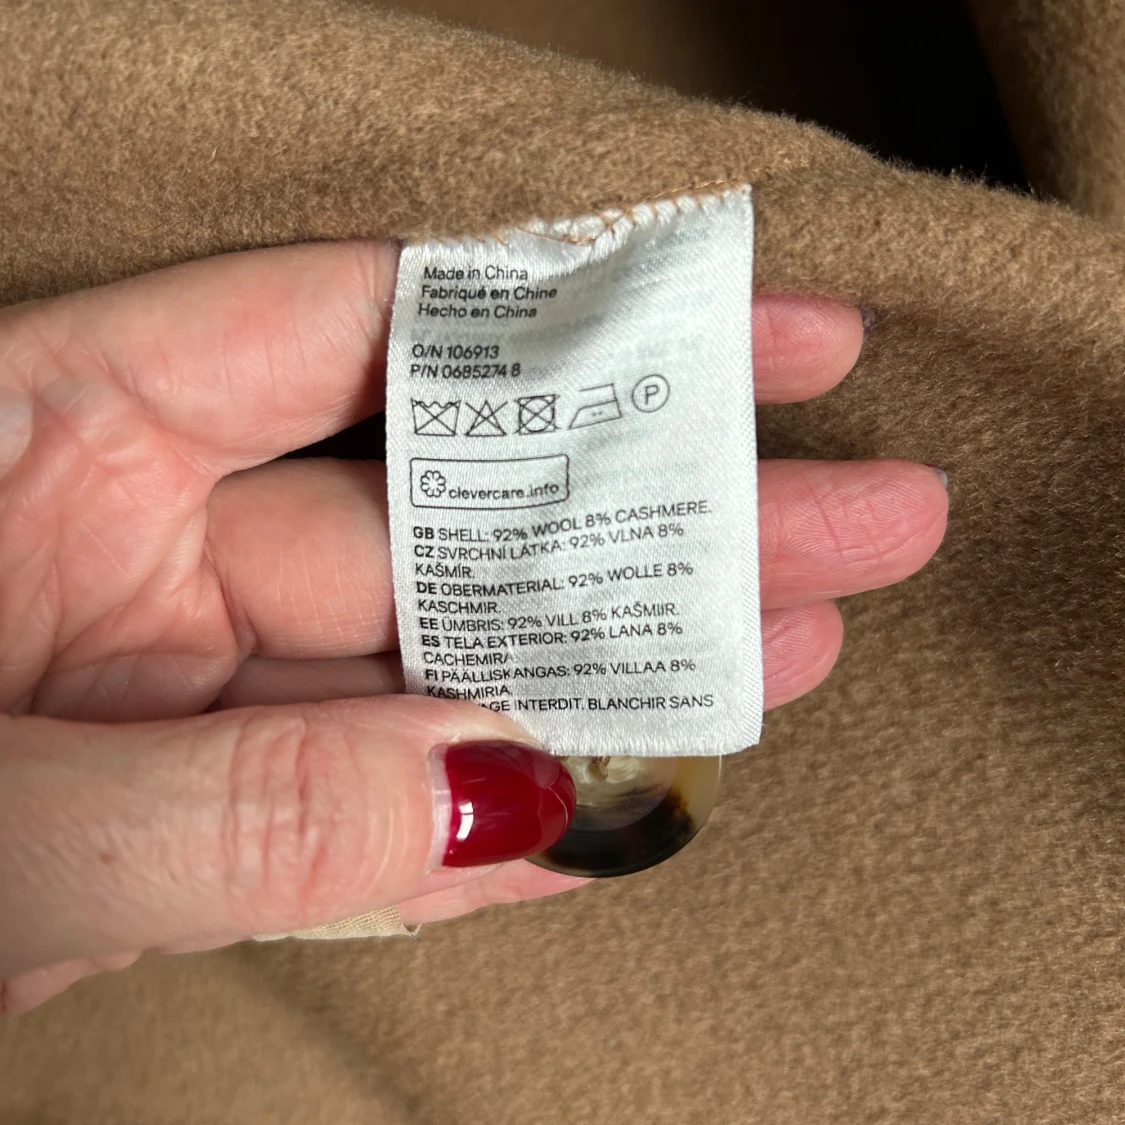 Made in China
Fabriqué en Chine
Hecho en China
O/N 106913
P/N 0685274 8
P
clevercare.info
GB SHELL: 92% WOOL 8% CASHMERE.
CZ SVRCHNÍ LÁTKA: 92% VLNA 8%
KAŠMÍR.
DE OBERMATERIAL: 92% WOLLE 8%
KASCHMIR.
EE ÜMBRIS: 92% VILL 8% KAŠMIIR.
ES TELA EXTERIOR: 92% LANA 8%
CACHEMIRA
FI PÄÄLLISKANGAS: 92% VILLAA 8%
KASHMIRIA.
INTERDIT. BLANCHIR SANS